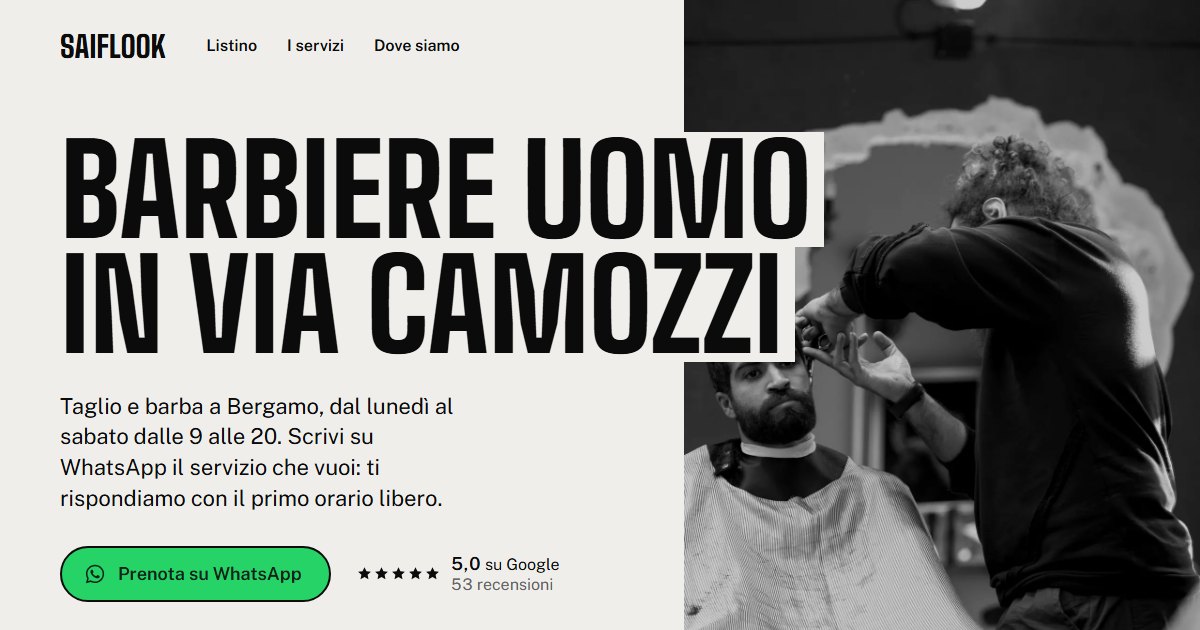 SAIFLOOK
Listino
I servizi
Dove siamo
BARBIERE UOMO
IN VIA CAMOZZI
Taglio e barba a Bergamo, dal lunedì al
sabato dalle 9 alle 20. Scrivi su
WhatsApp il servizio che vuoi: ti
rispondiamo con il primo orario libero.
Prenota su WhatsApp
5,0 su Google
53 recensioni